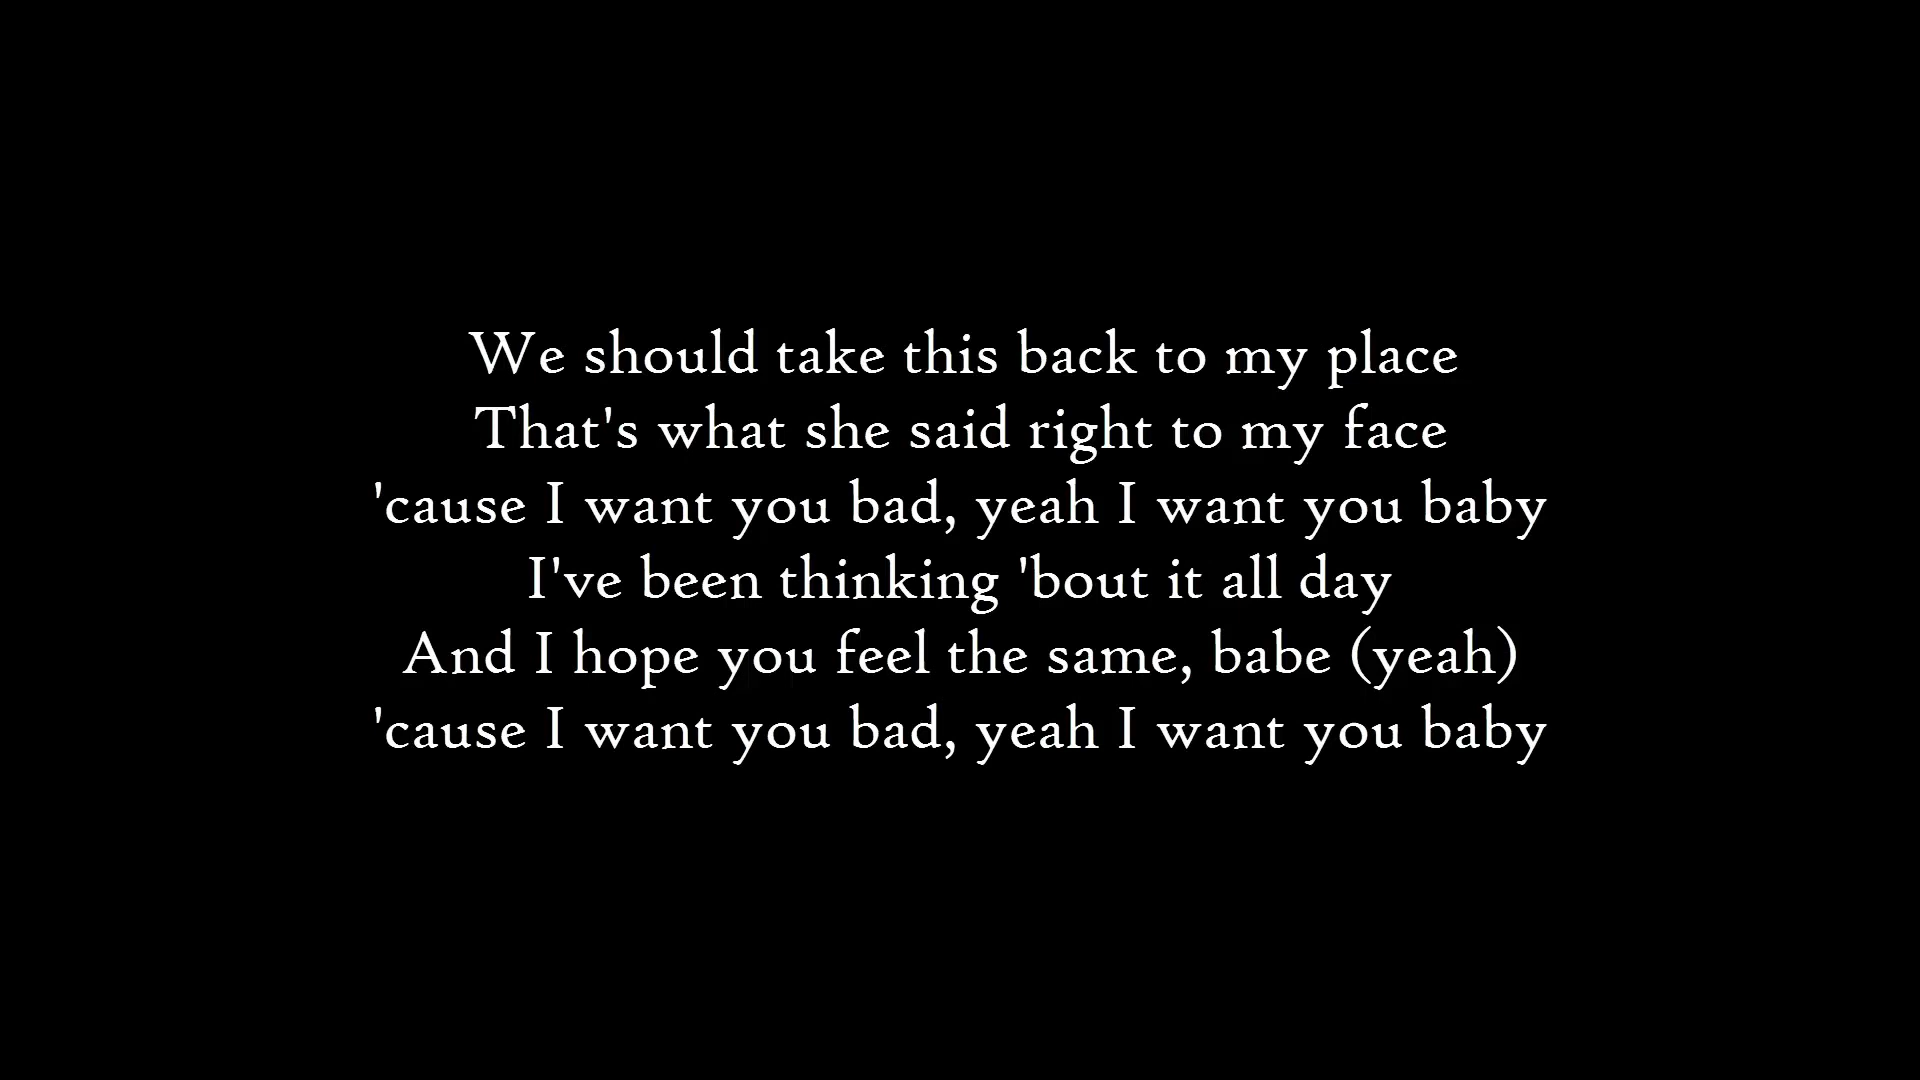 We should take this back to my place
That's what she said right to my face
'cause I want you bad, yeah I want you baby
I've been thinking 'bout it all day
And I hope you feel the same, babe (yeah)
'cause I want you bad, yeah I want you baby